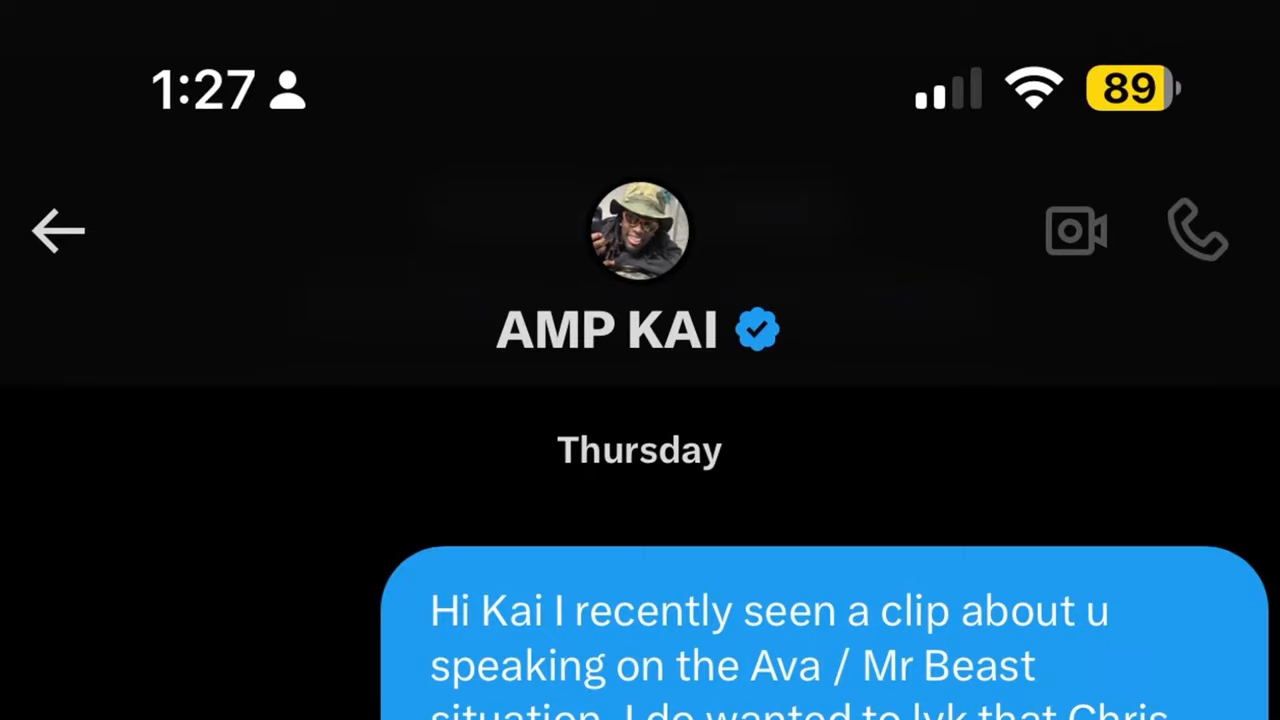 1:27 89
AMP KAI
Thursday
Hi Kai I recently seen a clip about u
speaking on the Ava / Mr Beast
situation. I do wanted to lyk that Chris